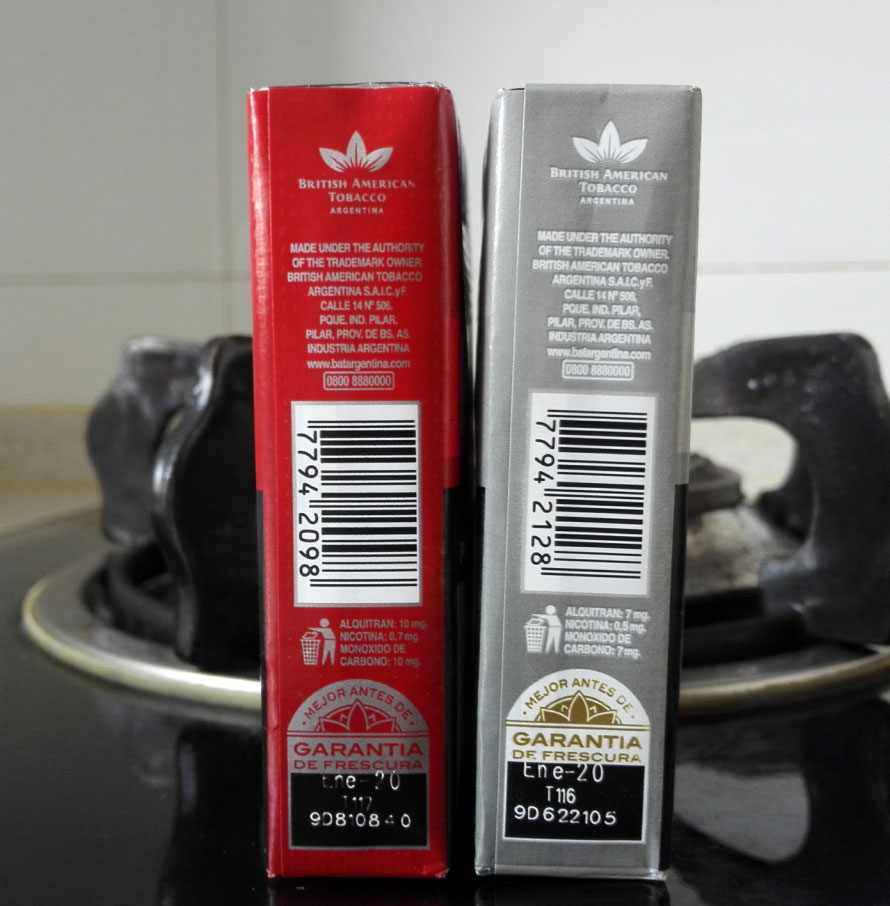 BRITISH AMERICAN
TOBACCO
ARGENTINA
MADE UNDER THE AUTHORITY
OF THE TRADEMARK OWNER.
BRITISH AMERICAN TOBACCO
ARGENTINA S.A.I.C.yF.
CALLE 14 Nº 506,
PQUE. IND. PILAR,
PILAR, PROV. DE BS. AS.
INDUSTRIA ARGENTINA
www.batargentina.com
0800 8880000
7794 2098
ALQUITRAN: 10 mg.
NICOTINA: 0,7 mg.
MONOXIDO DE
CARBONO: 10 mg.
· MEJOR ANTES DE ·
GARANTIA
DE FRESCURA
Ene-20
BRITISH AMERICAN
TOBACCO
ARGENTINA
MADE UNDER THE AUTHORITY
OF THE TRADEMARK OWNER.
BRITISH AMERICAN TOBACCO
ARGENTINA S.A.I.C.yF.
CALLE 14 Nº 506,
PQUE. IND. PILAR,
PILAR, PROV. DE BS. AS.
INDUSTRIA ARGENTINA
www.batargentina.com
0800 8880000
7794 2128
ALQUITRAN: 7 mg.
NICOTINA: 0,5 mg.
MONOXIDO DE
CARBONO: 7 mg.
· MEJOR ANTES DE ·
GARANTIA
DE FRESCURA
Ene-20
T116
9D622105